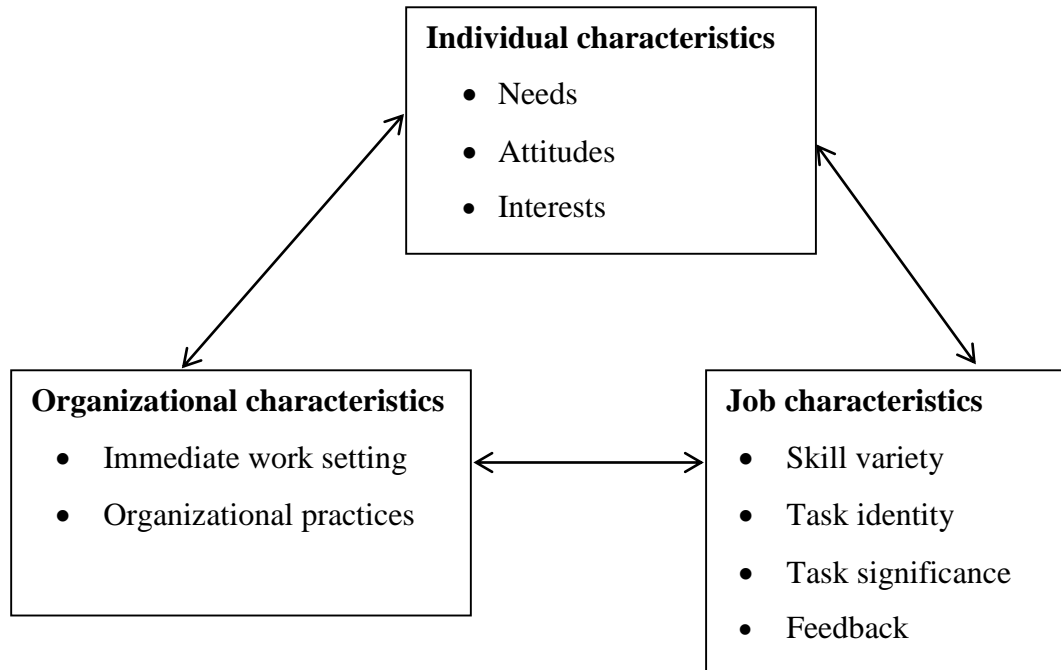 Individual characteristics
• Needs
• Attitudes
• Interests
Organizational characteristics
• Immediate work setting
• Organizational practices
Job characteristics
• Skill variety
• Task identity
• Task significance
• Feedback